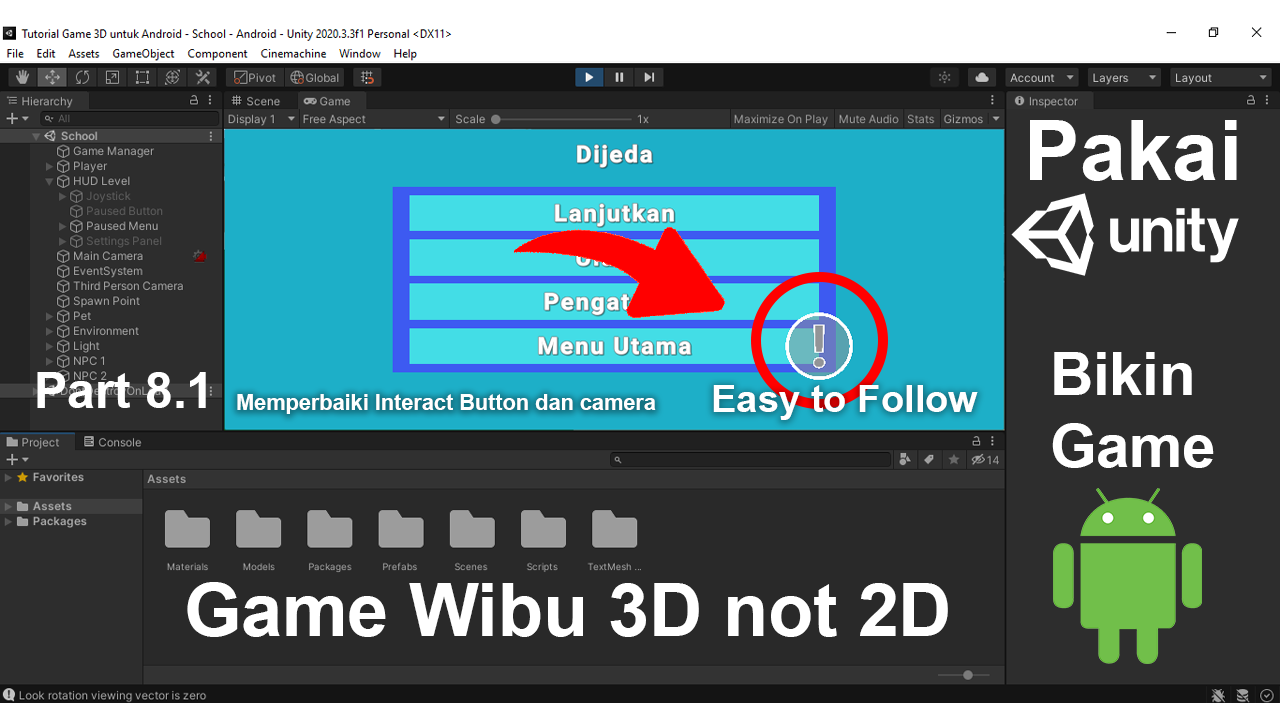 Tutorial Game 3D untuk Android - School - Android - Unity 2020.3.3f1 Personal <DX11>
File Edit Assets GameObject Component Cinemachine Window Help
Pivot Global Account Layers Layout
Hierarchy
All
School
Game Manager
Player
HUD Level
Joystick
Paused Button
Paused Menu
Settings Panel
Main Camera
EventSystem
Third Person Camera
Spawn Point
Pet
Environment
Light
NPC 1
NPC 2
Part 8.1
Scene Game
Display 1 Free Aspect Scale 1x Maximize On Play Mute Audio Stats Gizmos
Dijeda
Lanjutkan
Menu Utama
!
Memperbaiki Interact Button dan camera
Easy to Follow
Inspector
Pakai
unity
Bikin
Game
Project Console
14
Favorites
Assets
Packages
Assets
Materials Models Packages Prefabs Scenes Scripts TextMesh ...
Game Wibu 3D not 2D
Look rotation viewing vector is zero